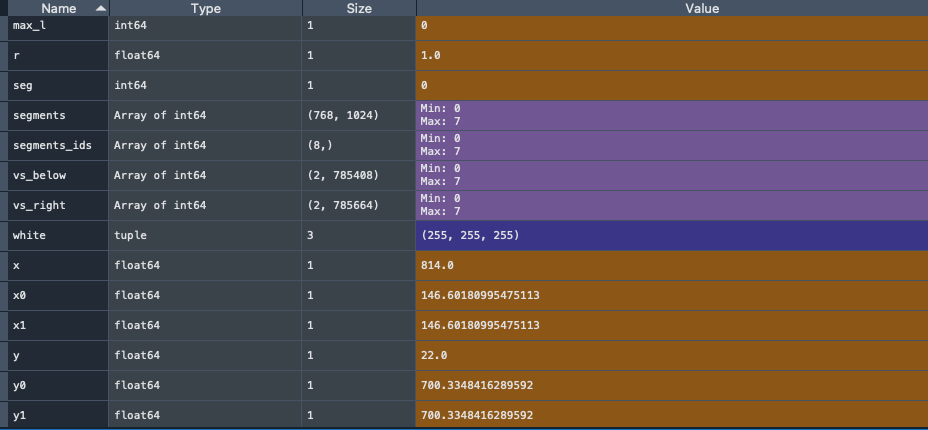 Name Type Size Value
max_l int64 1 0
r float64 1 1.0
seg int64 1 0
segments Array of int64 (768, 1024) Min: 0
Max: 7
segments_ids Array of int64 (8,) Min: 0
Max: 7
vs_below Array of int64 (2, 785408) Min: 0
Max: 7
vs_right Array of int64 (2, 785664) Min: 0
Max: 7
white tuple 3 (255, 255, 255)
x float64 1 814.0
x0 float64 1 146.60180995475113
x1 float64 1 146.60180995475113
y float64 1 22.0
y0 float64 1 700.3348416289592
y1 float64 1 700.3348416289592